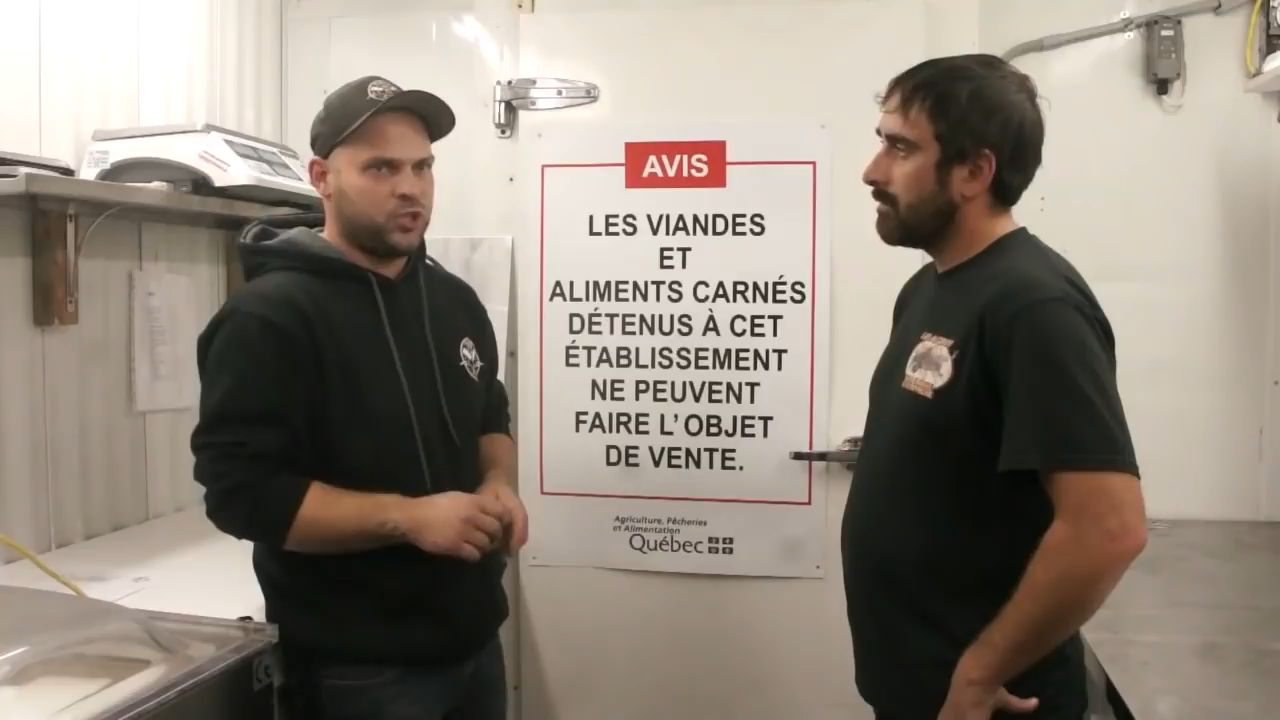 AVIS
LES VIANDES
ET
ALIMENTS CARNÉS
DÉTENUS À CET
ÉTABLISSEMENT
NE PEUVENT
FAIRE L'OBJET
DE VENTE.
Agriculture, Pêcheries
et Alimentation
Québec